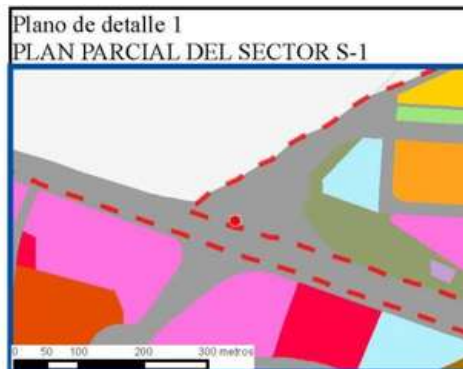 Plano de detalle 1
PLAN PARCIAL DEL SECTOR S-1
0 50 100 200 300 metros